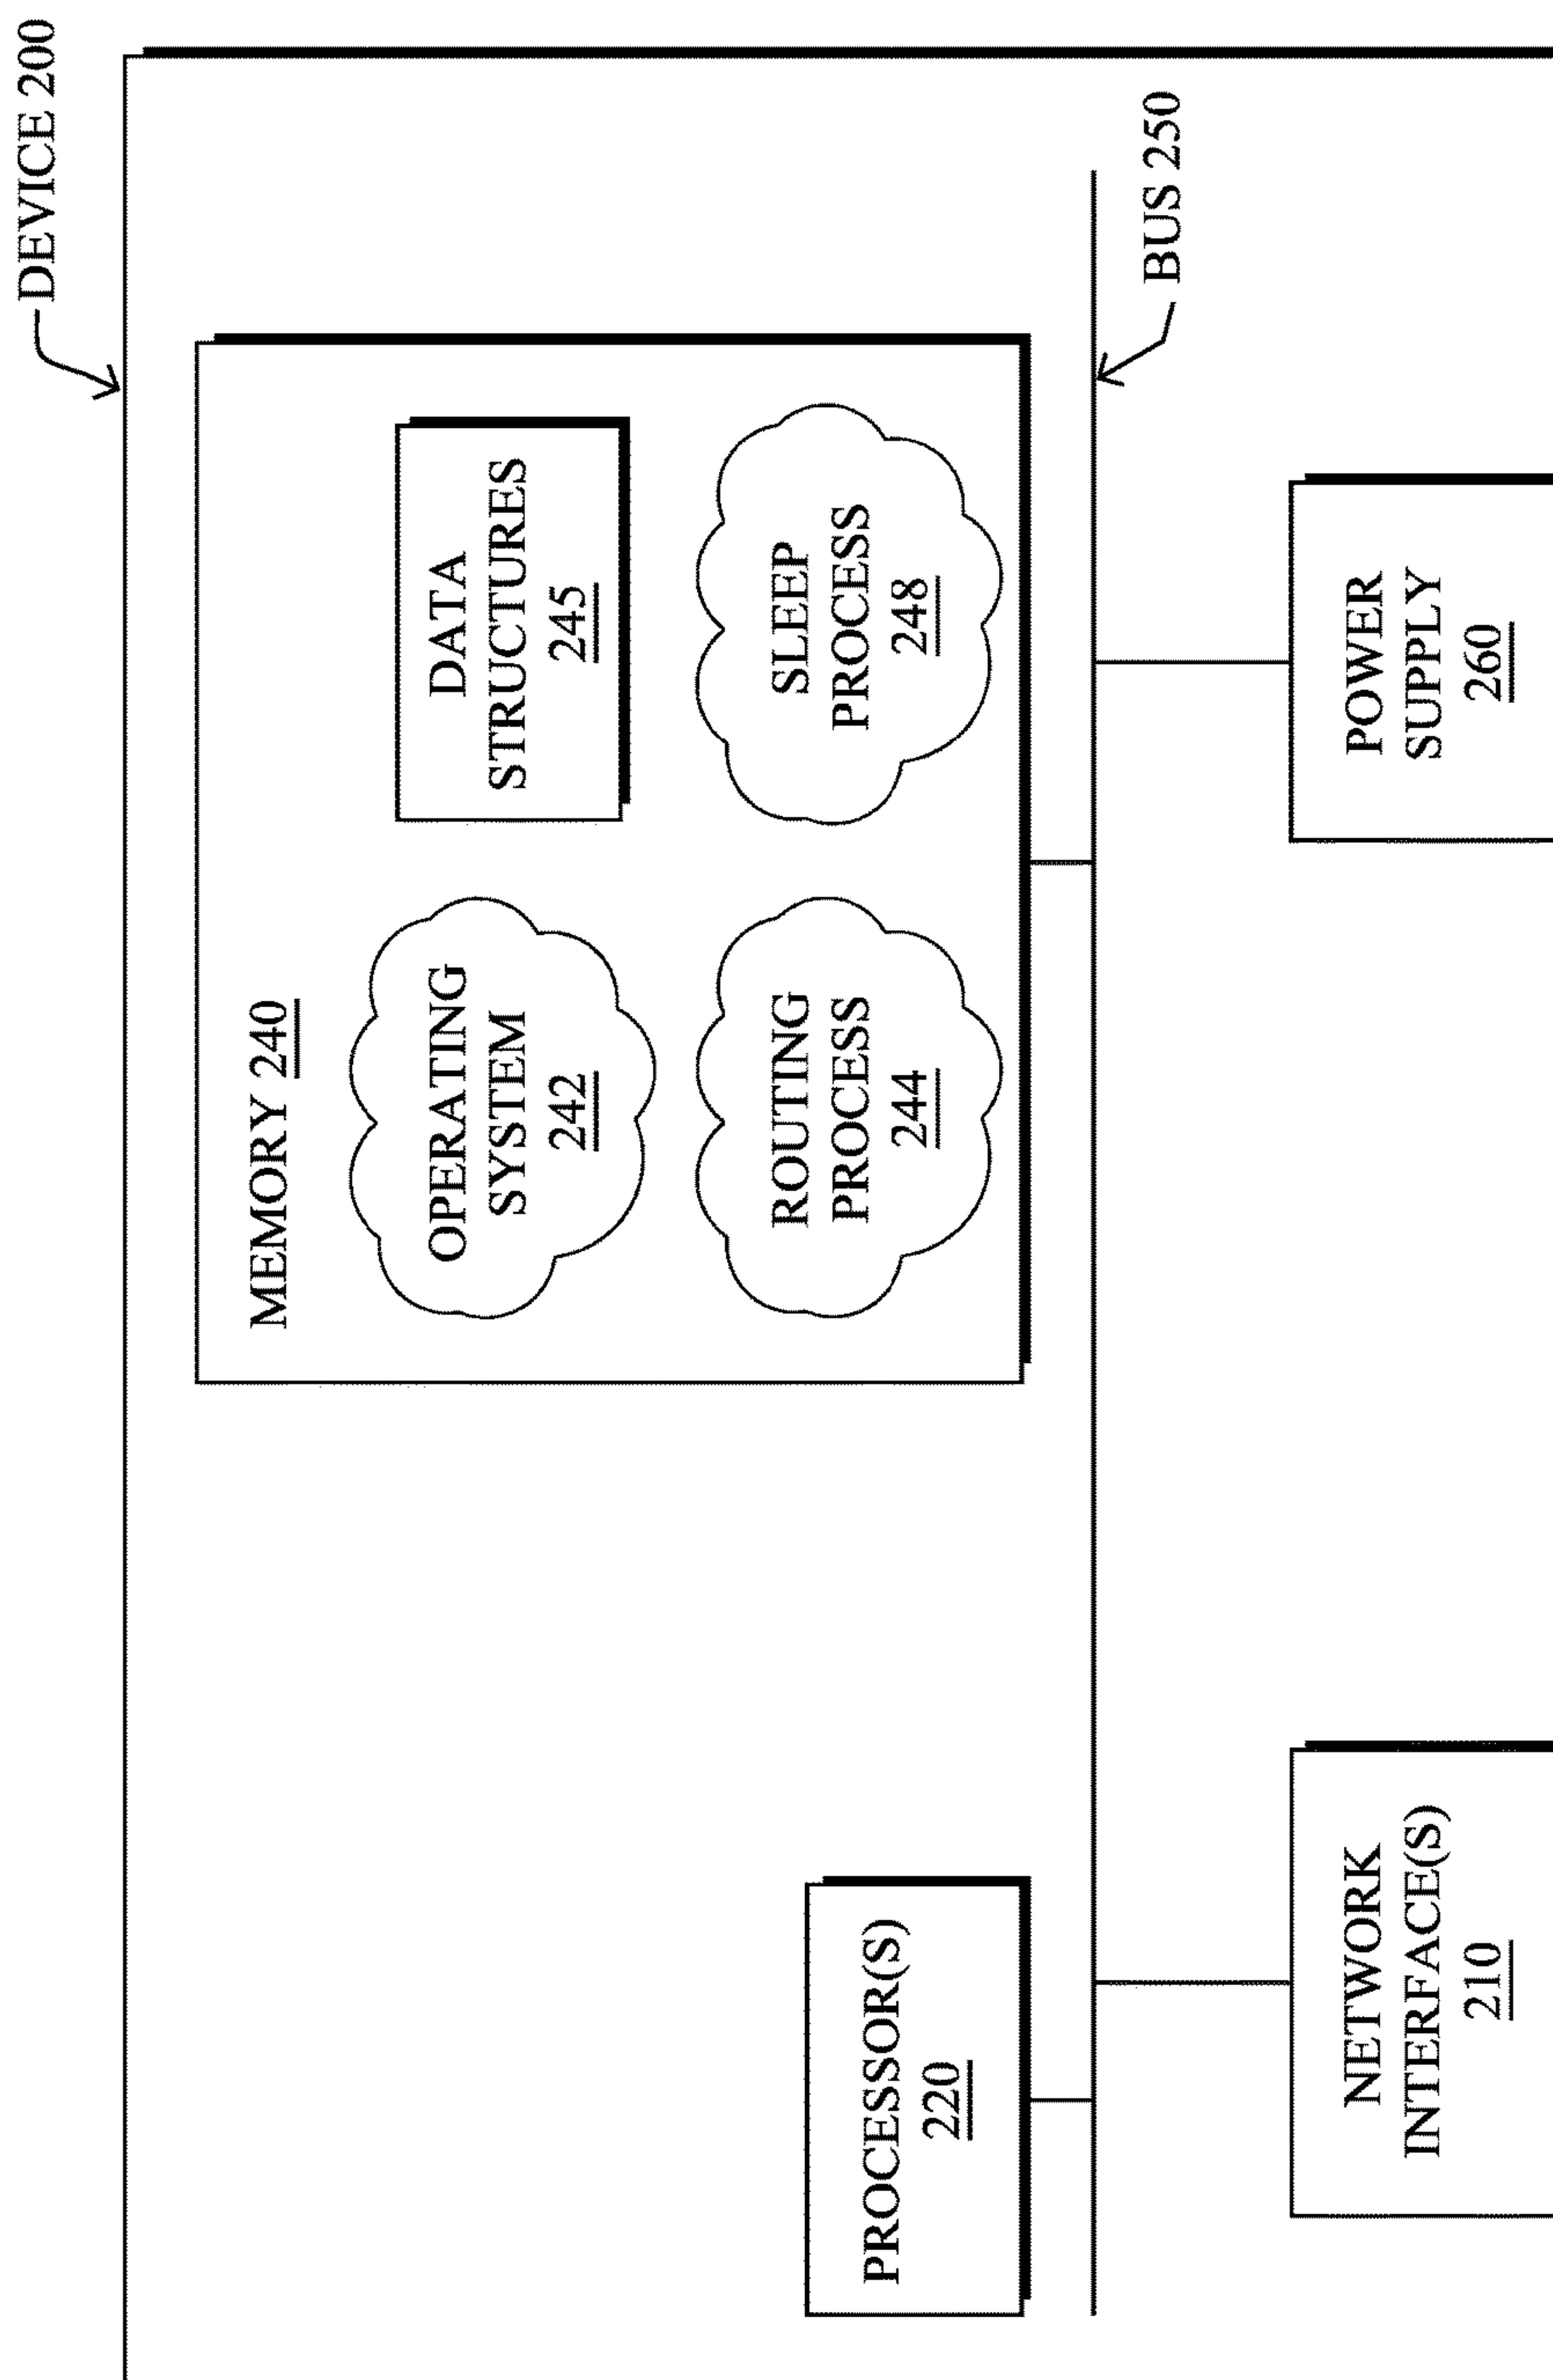 DEVICE 200
MEMORY 240
OPERATING
SYSTEM
242
DATA
STRUCTURES
245
ROUTING
PROCESS
244
SLEEP
PROCESS
248
PROCESSOR(S)
220
BUS 250
NETWORK
INTERFACE(S)
210
POWER
SUPPLY
260